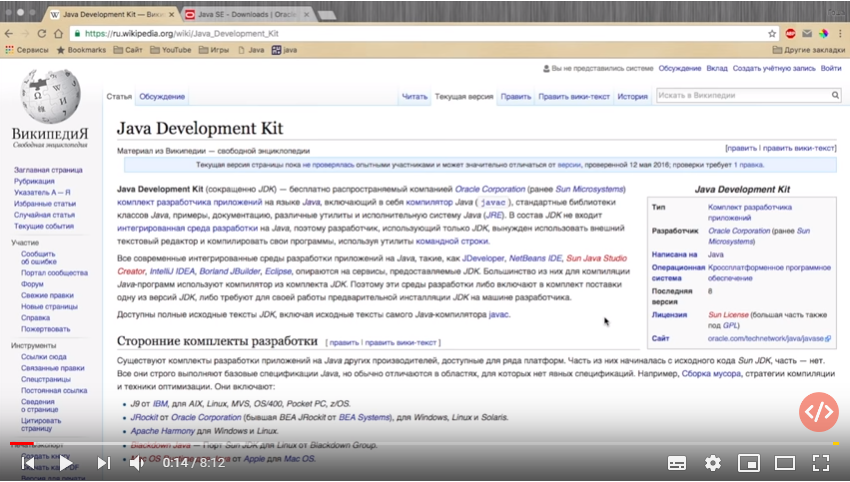 Java Development Kit — Вики
Java SE - Downloads | Oracle
https://ru.wikipedia.org/wiki/Java_Development_Kit
Сервисы Bookmarks Сайт YouTube Игры Java java Другие закладки
Вы не представились системе Обсуждение Вклад Создать учётную запись Войти
Статья Обсуждение Читать Текущая версия Править Править вики-текст История Искать в Википедии
ВикипедиЯ
Свободная энциклопедия
Заглавная страница
Рубрикация
Указатель А — Я
Избранные статьи
Случайная статья
Текущие события
Участие
Сообщить
об ошибке
Портал сообщества
Форум
Свежие правки
Новые страницы
Справка
Пожертвовать
Инструменты
Ссылки сюда
Связанные правки
Спецстраницы
Постоянная ссылка
Сведения
о странице
Цитировать
страницу
Java Development Kit
Материал из Википедии — свободной энциклопедии
[править | править вики-текст]
Текущая версия страницы пока не проверялась опытными участниками и может значительно отличаться от версии, проверенной 12 мая 2016; проверки требует 1 правка.
Java Development Kit (сокращенно JDK) — бесплатно распространяемый компанией Oracle Corporation (ранее Sun Microsystems)
комплект разработчика приложений на языке Java, включающий в себя компилятор Java ( javac ), стандартные библиотеки
классов Java, примеры, документацию, различные утилиты и исполнительную систему Java (JRE). В состав JDK не входит
интегрированная среда разработки на Java, поэтому разработчик, использующий только JDK, вынужден использовать внешний
текстовый редактор и компилировать свои программы, используя утилиты командной строки.
Все современные интегрированные среды разработки приложений на Java, такие, как JDeveloper, NetBeans IDE, Sun Java Studio
Creator, IntelliJ IDEA, Borland JBuilder, Eclipse, опираются на сервисы, предоставляемые JDK. Большинство из них для компиляции
Java-программ используют компилятор из комплекта JDK. Поэтому эти среды разработки либо включают в комплект поставки
одну из версий JDK, либо требуют для своей работы предварительной инсталляции JDK на машине разработчика.
Доступны полные исходные тексты JDK, включая исходные тексты самого Java-компилятора javac.
Java Development Kit
Тип Комплект разработчика
приложений
Разработчик Oracle Corporation (ранее Sun
Microsystems)
Написана на Java
Операционная Кроссплатформенное программное
система обеспечение
Последняя 8
версия
Лицензия Sun License (большая часть также
под GPL)
Сайт oracle.com/technetwork/java/javase
Сторонние комплекты разработки [ править | править вики-текст ]
Существуют комплекты разработки приложений на Java других производителей, доступные для ряда платформ. Часть из них начиналась с исходного кода Sun JDK, часть — нет.
Все они строго выполняют базовые спецификации Java, но обычно отличаются в областях, для которых нет явных спецификаций. Например, Сборка мусора, стратегии компиляции
и техники оптимизации. Они включают:
J9 от IBM, для AIX, Linux, MVS, OS/400, Pocket PC, z/OS.
JRockit от Oracle Corporation (бывшая BEA JRockit от BEA Systems), для Windows, Linux и Solaris.
Apache Harmony для Windows и Linux.
Blackdown Java — Порт Sun JDK для Linux от Blackdown Group.
от Apple для Mac OS.
0:14 / 8:12